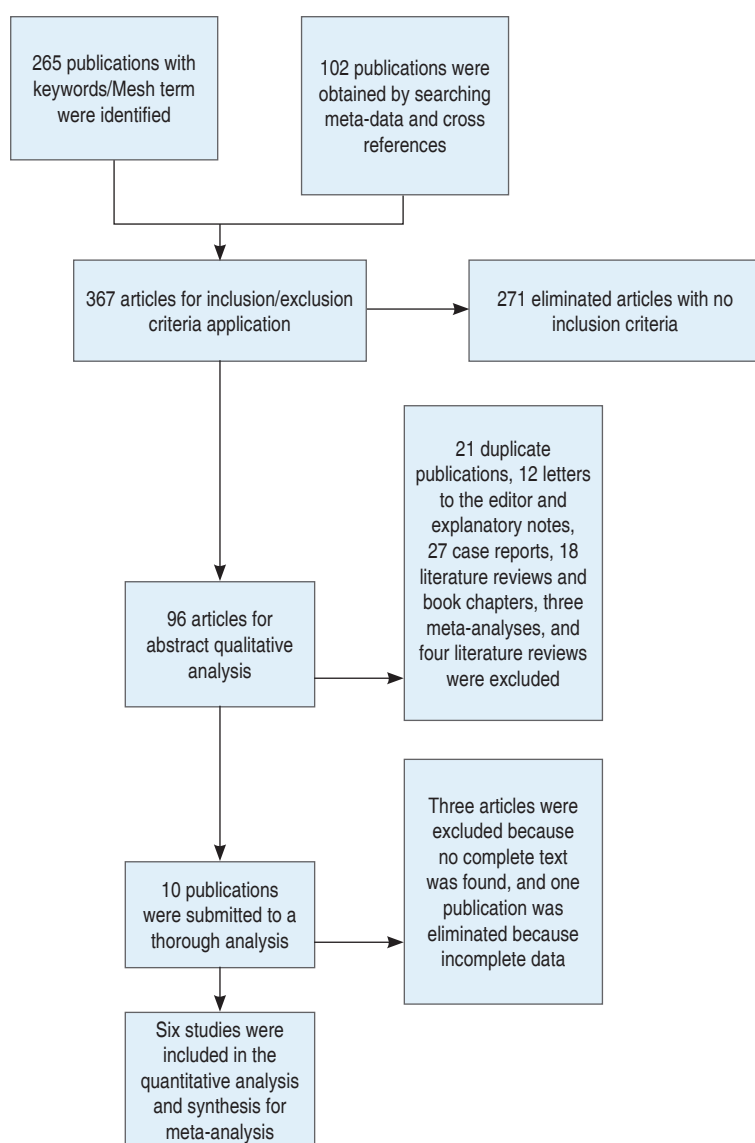 265 publications with
keywords/Mesh term
were identified
102 publications were
obtained by searching
meta-data and cross
references
367 articles for inclusion/exclusion
criteria application
271 eliminated articles with no
inclusion criteria
21 duplicate
publications, 12 letters
to the editor and
explanatory notes,
27 case reports, 18
literature reviews and
book chapters, three
meta-analyses, and
four literature reviews
were excluded
96 articles for
abstract qualitative
analysis
Three articles were
excluded because
no complete text
was found, and one
publication was
eliminated because
incomplete data
10 publications
were submitted to a
thorough analysis
Six studies were
included in the
quantitative analysis
and synthesis for
meta-analysis